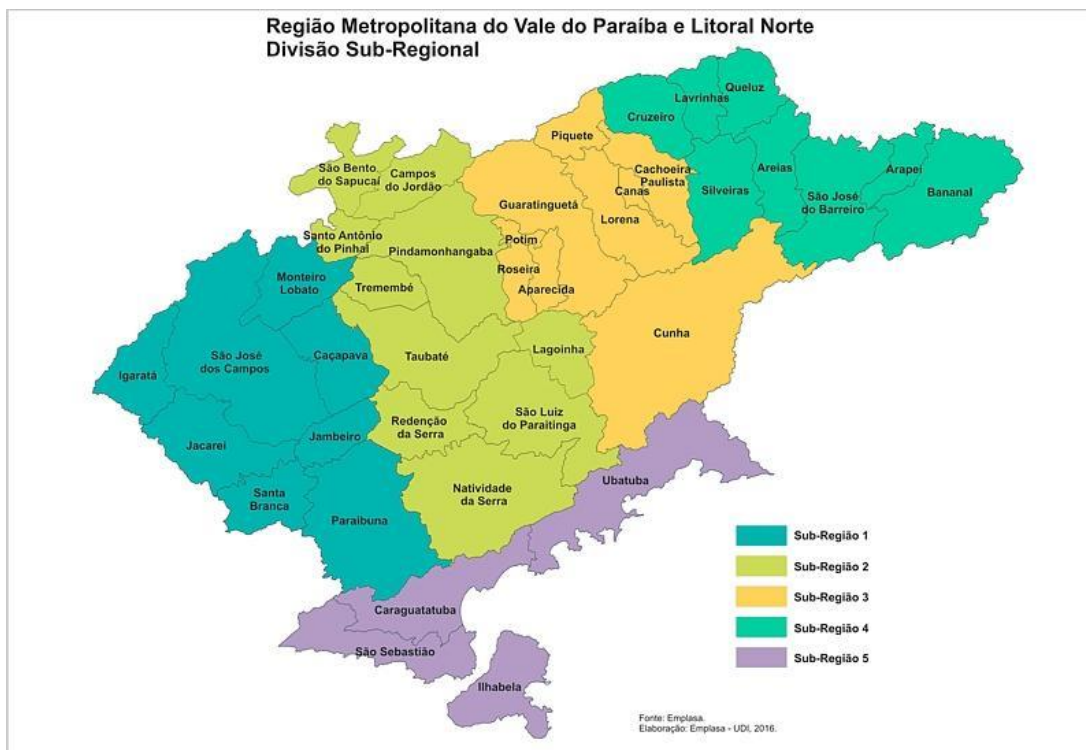 Região Metropolitana do Vale do Paraíba e Litoral Norte
Divisão Sub-Regional
Queluz
Lavrinhas
Cruzeiro
Piquete
Cachoeira
Paulista
Canas
Silveiras
Areias
São José
do Barreiro
Arapeí
Bananal
São Bento
do Sapucaí
Campos
do Jordão
Guaratinguetá
Lorena
Santo Antônio
do Pinhal
Pindamonhangaba
Potim
Roseira
Aparecida
Monteiro
Lobato
Tremembé
Cunha
São José
dos Campos
Caçapava
Taubaté
Lagoinha
Igaratá
Redenção
da Serra
São Luiz
do Paraitinga
Jacarei
Jambeiro
Santa
Branca
Paraibuna
Natividade
da Serra
Ubatuba
Caraguatatuba
São Sebastião
Ilhabela
Sub-Região 1
Sub-Região 2
Sub-Região 3
Sub-Região 4
Sub-Região 5
Fonte: Emplasa.
Elaboração: Emplasa - UDI, 2016.